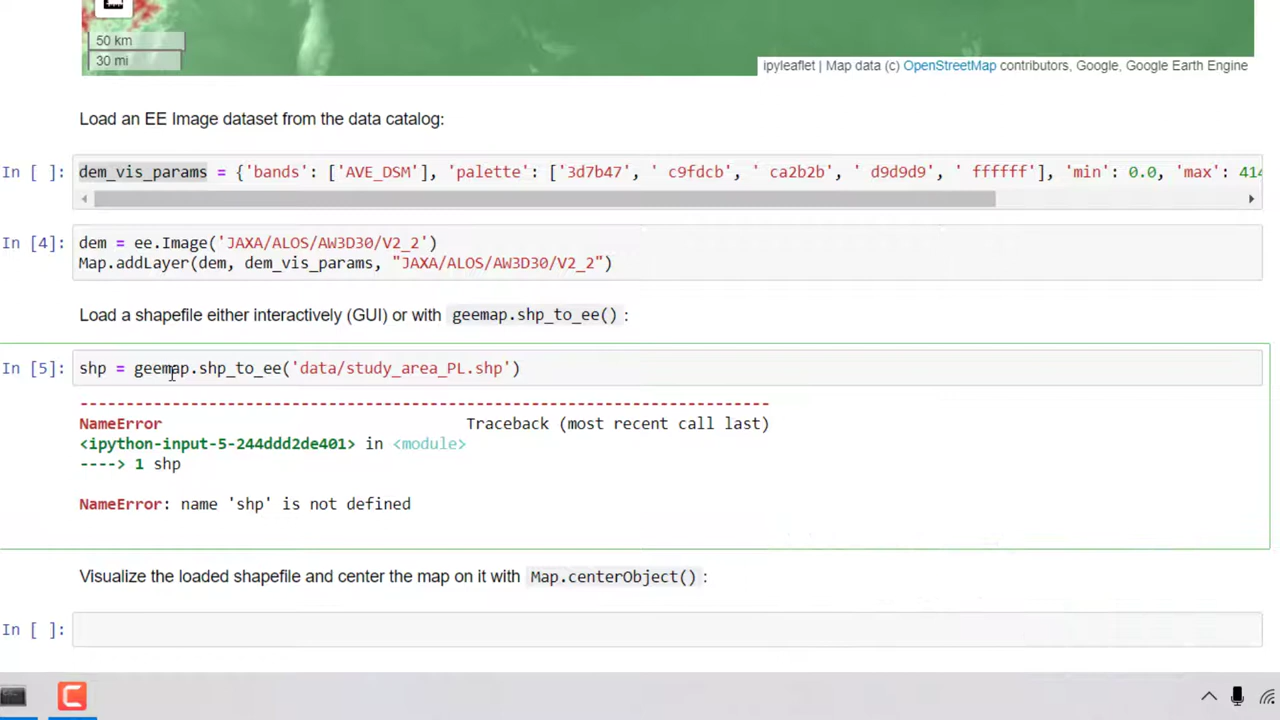 50 km
30 mi
ipyleaflet | Map data (c) OpenStreetMap contributors, Google, Google Earth Engine
Load an EE Image dataset from the data catalog:
In [ ]: dem_vis_params = {'bands': ['AVE_DSM'], 'palette': ['3d7b47', ' c9fdcb', ' ca2b2b', ' d9d9d9', ' ffffff'], 'min': 0.0, 'max': 414
In [4]: dem = ee.Image('JAXA/ALOS/AW3D30/V2_2')
Map.addLayer(dem, dem_vis_params, "JAXA/ALOS/AW3D30/V2_2")
Load a shapefile either interactively (GUI) or with geemap.shp_to_ee() :
In [5]: shp = geemap.shp_to_ee('data/study_area_PL.shp')
---------------------------------------------------------------------------
NameError Traceback (most recent call last)
<ipython-input-5-244ddd2de401> in <module>
----> 1 shp
NameError: name 'shp' is not defined
Visualize the loaded shapefile and center the map on it with Map.centerObject() :
In [ ]: